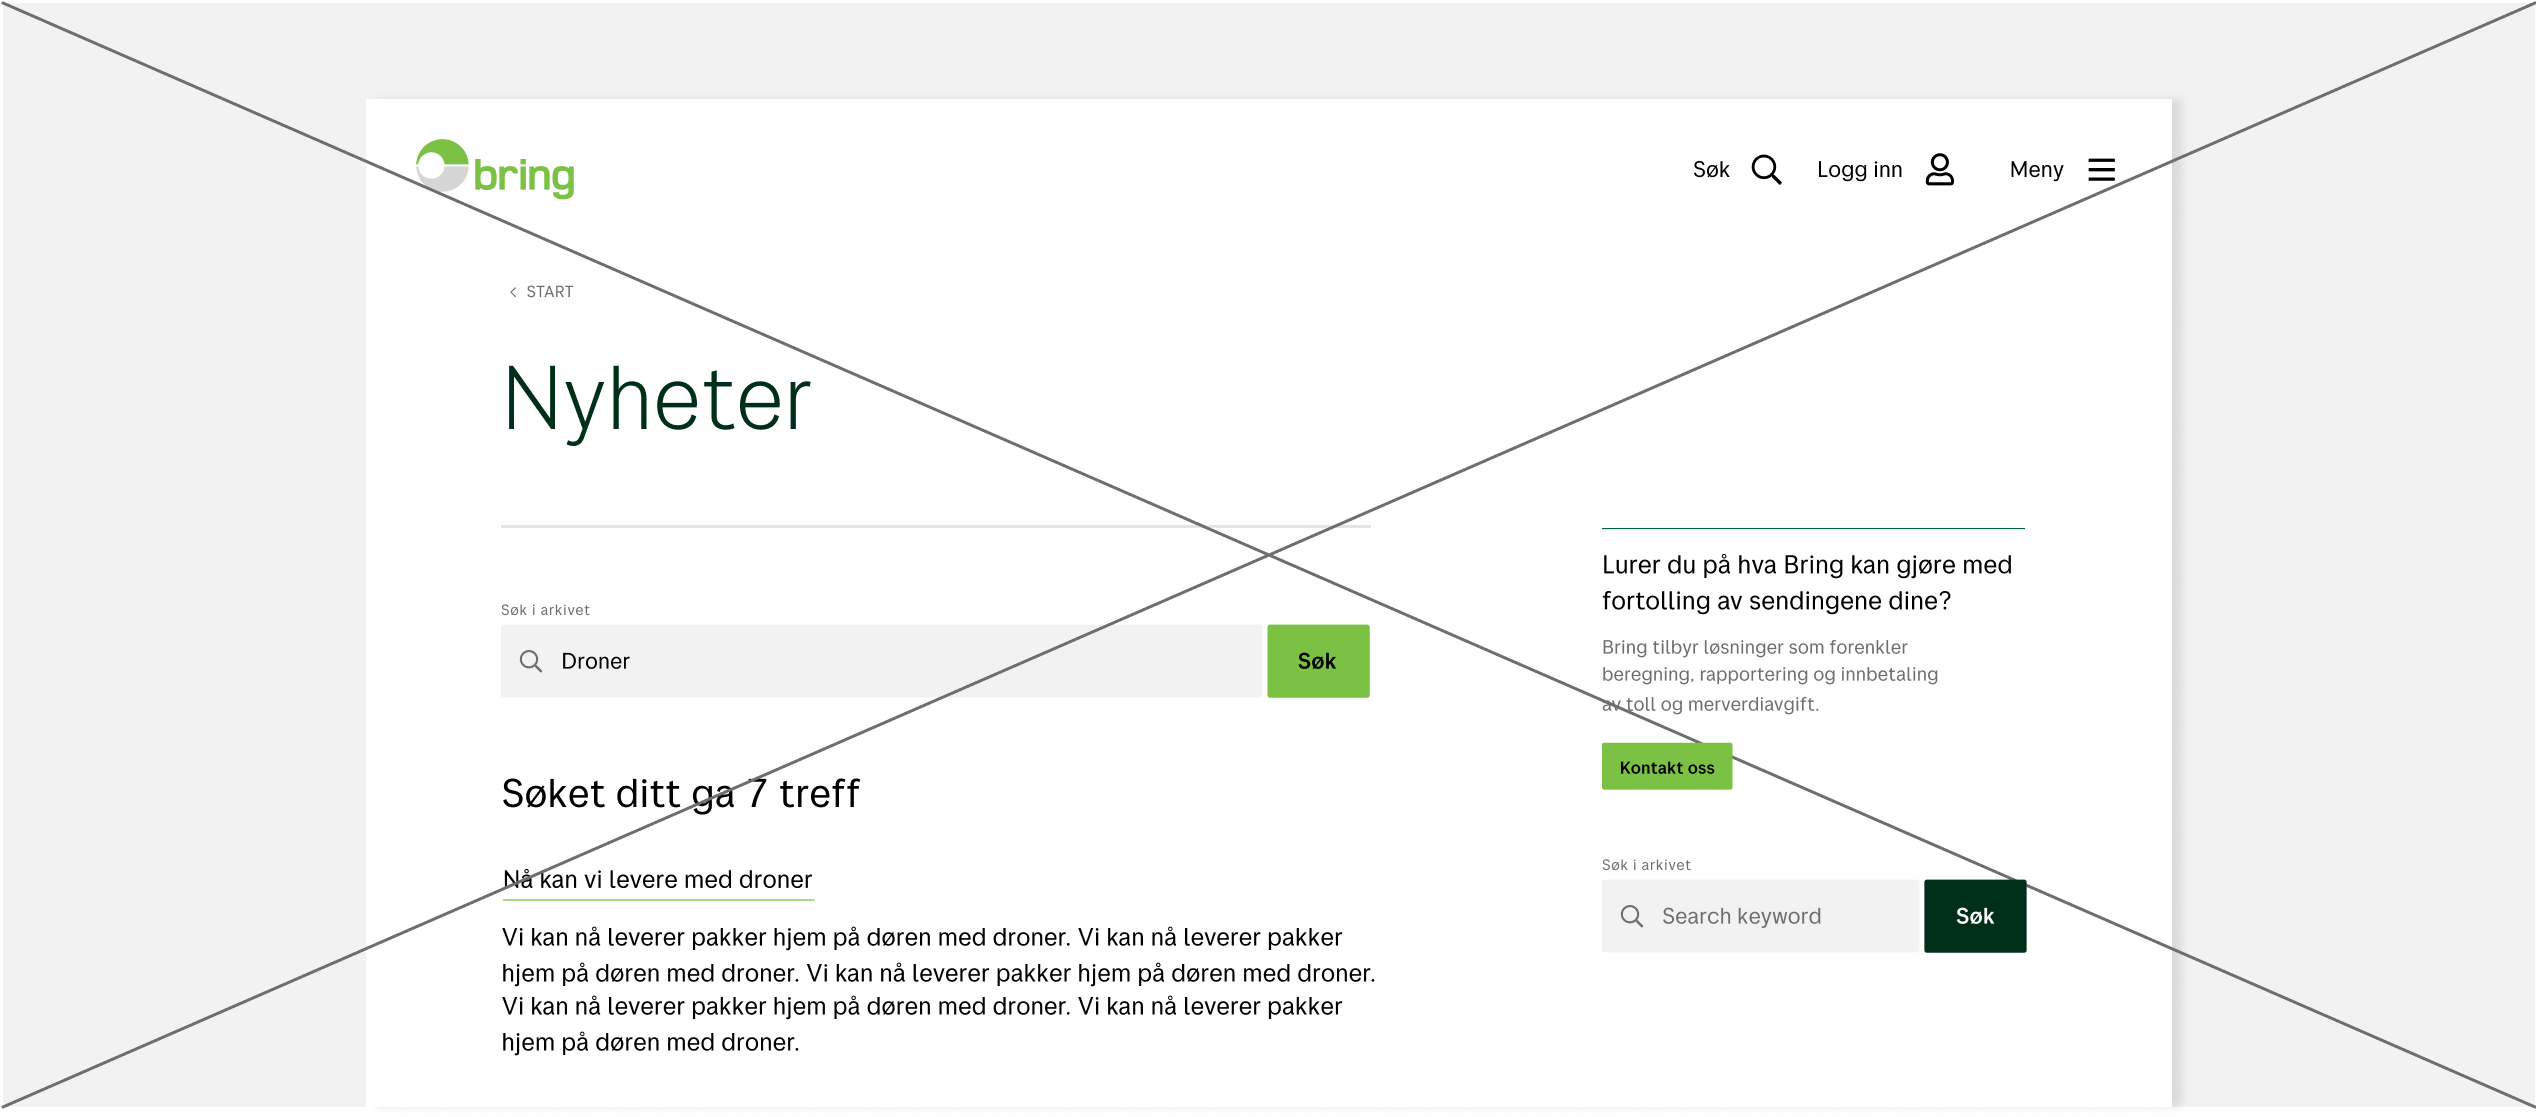 bring
Søk
Logg inn
Meny
START
Nyheter
Søk i arkivet
Droner
Søk
Søket ditt ga 7 treff
Nå kan vi levere med droner
Vi kan nå leverer pakker hjem på døren med droner. Vi kan nå leverer pakker
hjem på døren med droner. Vi kan nå leverer pakker hjem på døren med droner.
Vi kan nå leverer pakker hjem på døren med droner. Vi kan nå leverer pakker
hjem på døren med droner.
Lurer du på hva Bring kan gjøre med
fortolling av sendingene dine?
Bring tilbyr løsninger som forenkler
beregning, rapportering og innbetaling
av toll og merverdiavgift.
Kontakt oss
Søk i arkivet
Search keyword
Søk